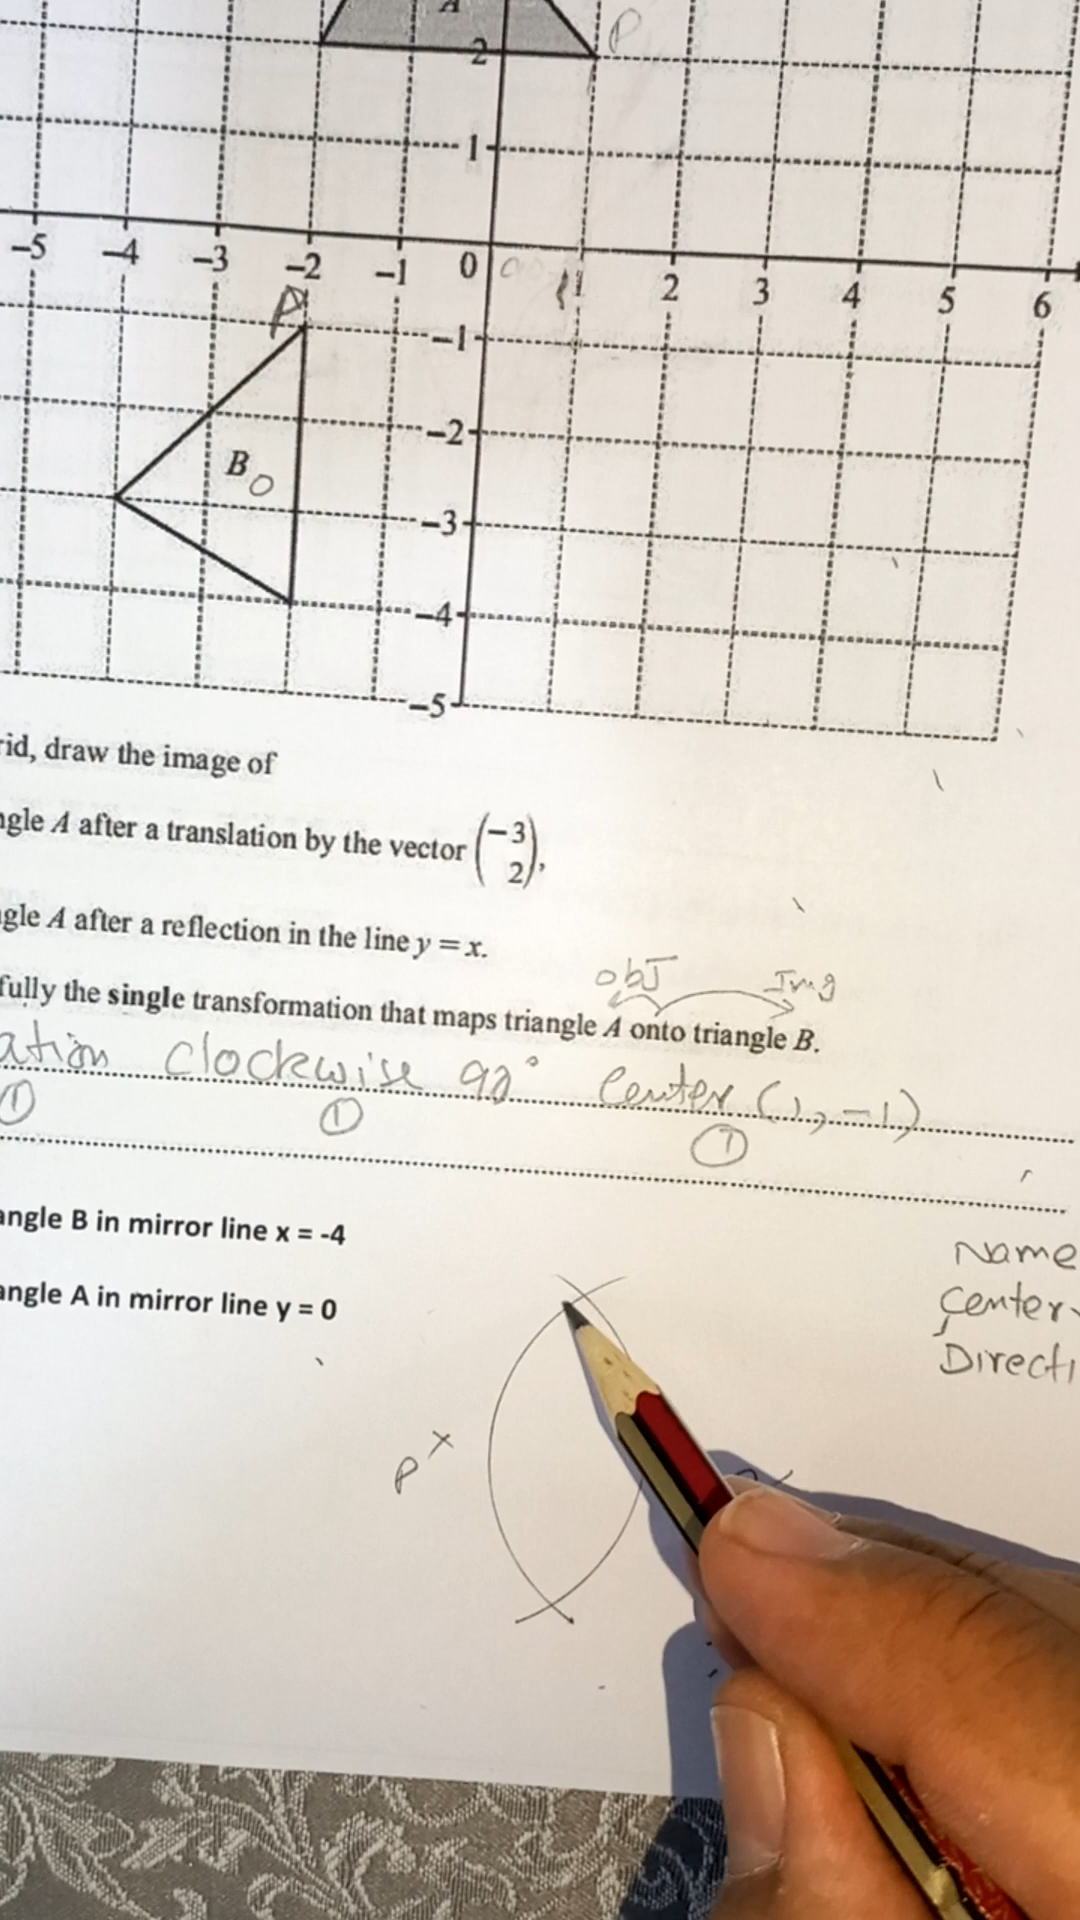 A P
2
1
-5 -4 -3 -2 -1 0 1 2 3 4 5 6
P
-1
-2
B
-3
-4
-5
rid, draw the image of
ngle A after a translation by the vector (-3 2),
gle A after a reflection in the line y = x.
obJ Img
fully the single transformation that maps triangle A onto triangle B.
ation Clockwise 90° Center (1, -1)
1 1 1
angle B in mirror line x = -4
Name
angle A in mirror line y = 0
Center
Directi
P